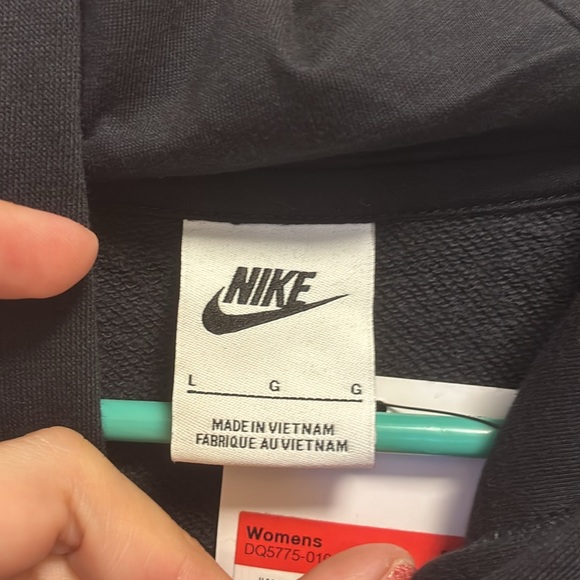 NIKE
L G G
MADE IN VIETNAM
FABRIQUE AU VIETNAM
Womens